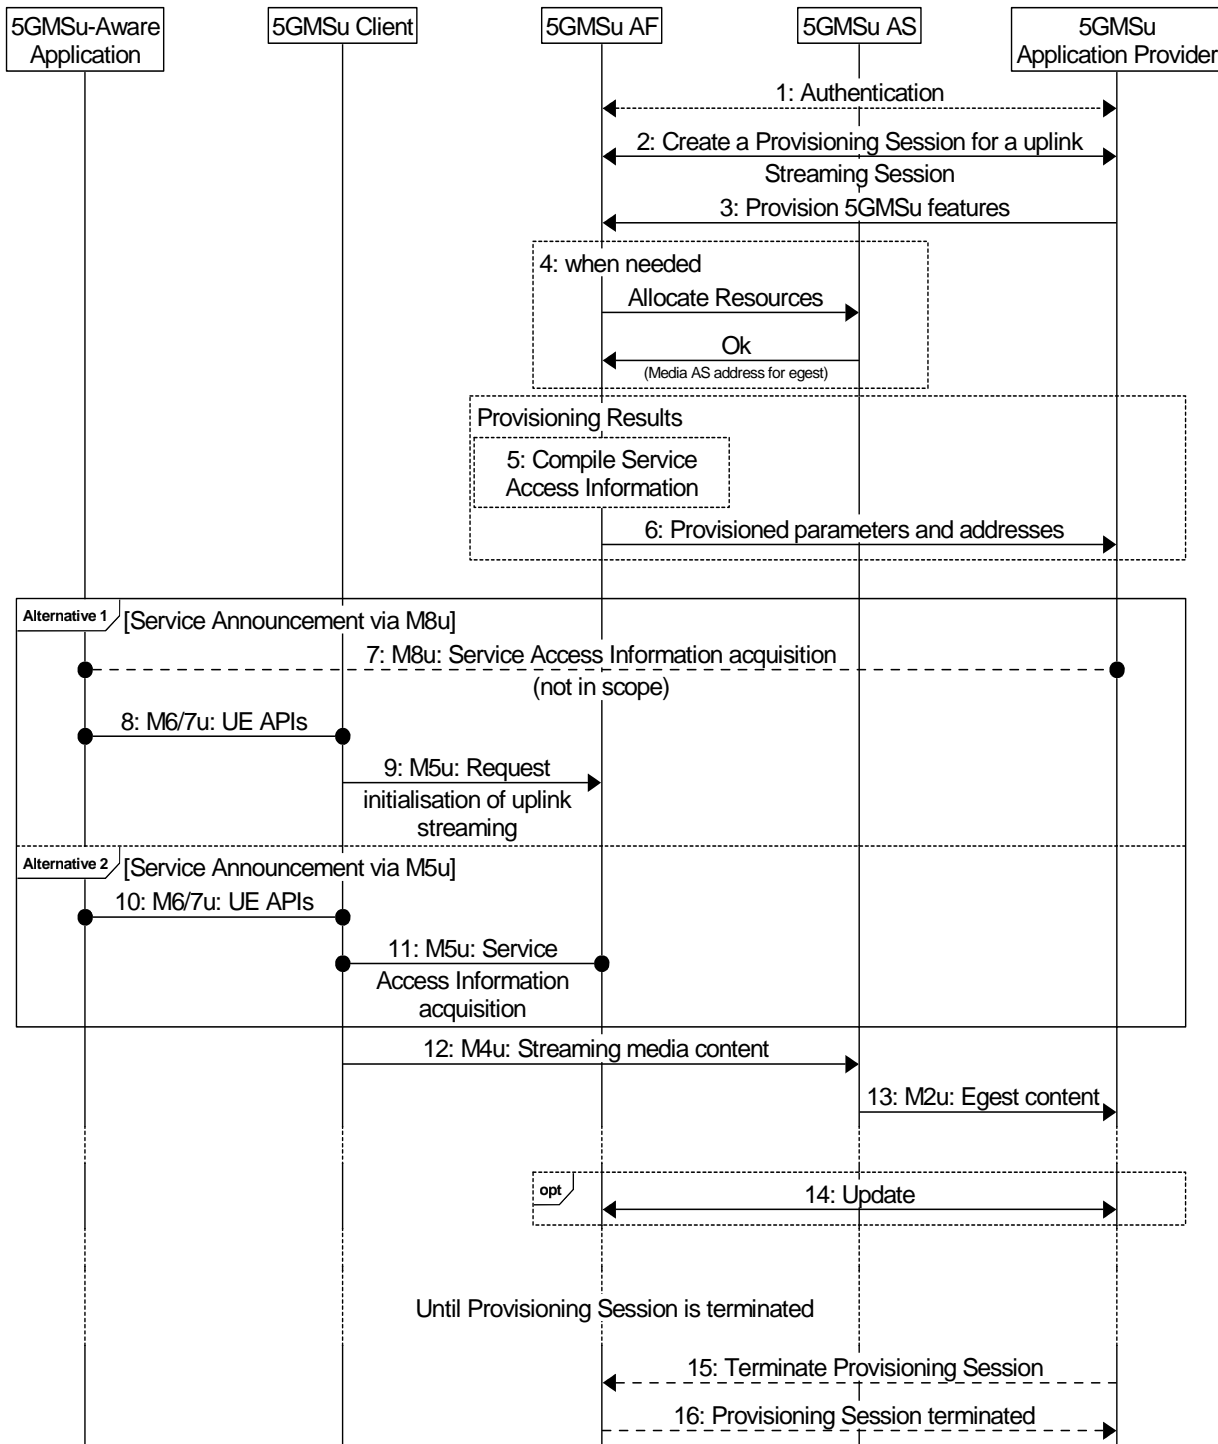 5GMSu-Aware
Application
5GMSu Client
5GMSu AF
5GMSu AS
5GMSu
Application Provider
1: Authentication
2: Create a Provisioning Session for a uplink
Streaming Session
3: Provision 5GMSu features
4: when needed
Allocate Resources
Ok
(Media AS address for egest)
Provisioning Results
5: Compile Service
Access Information
6: Provisioned parameters and addresses
Alternative 1
[Service Announcement via M8u]
7: M8u: Service Access Information acquisition
(not in scope)
8: M6/7u: UE APIs
9: M5u: Request
initialisation of uplink
streaming
Alternative 2
[Service Announcement via M5u]
10: M6/7u: UE APIs
11: M5u: Service
Access Information
acquisition
12: M4u: Streaming media content
13: M2u: Egest content
opt
14: Update
Until Provisioning Session is terminated
15: Terminate Provisioning Session
16: Provisioning Session terminated